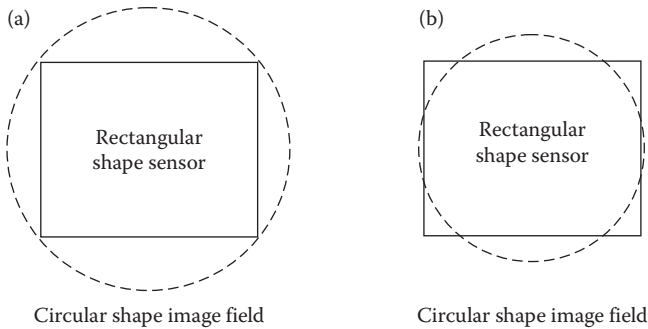 (a)
Rectangular
shape sensor
Circular shape image field
(b)
Rectangular
shape sensor
Circular shape image field